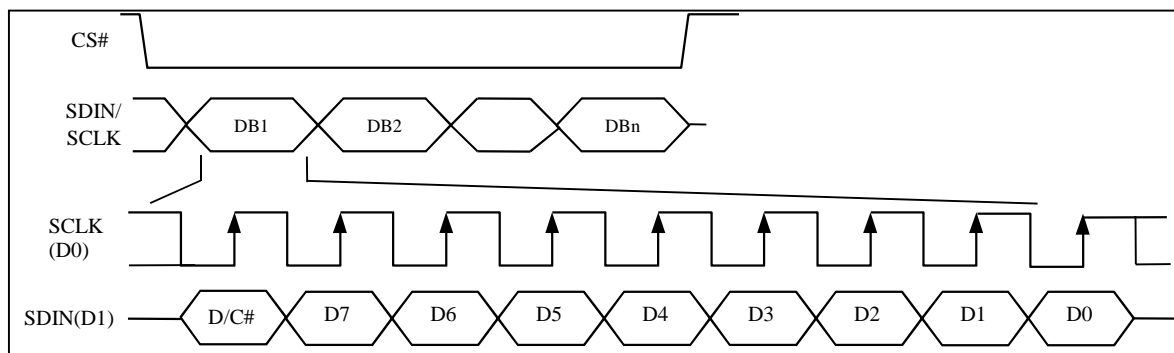 CS#
SDIN/
SCLK
DB1 DB2 DBn
SCLK
(D0)
SDIN(D1) D/C# D7 D6 D5 D4 D3 D2 D1 D0